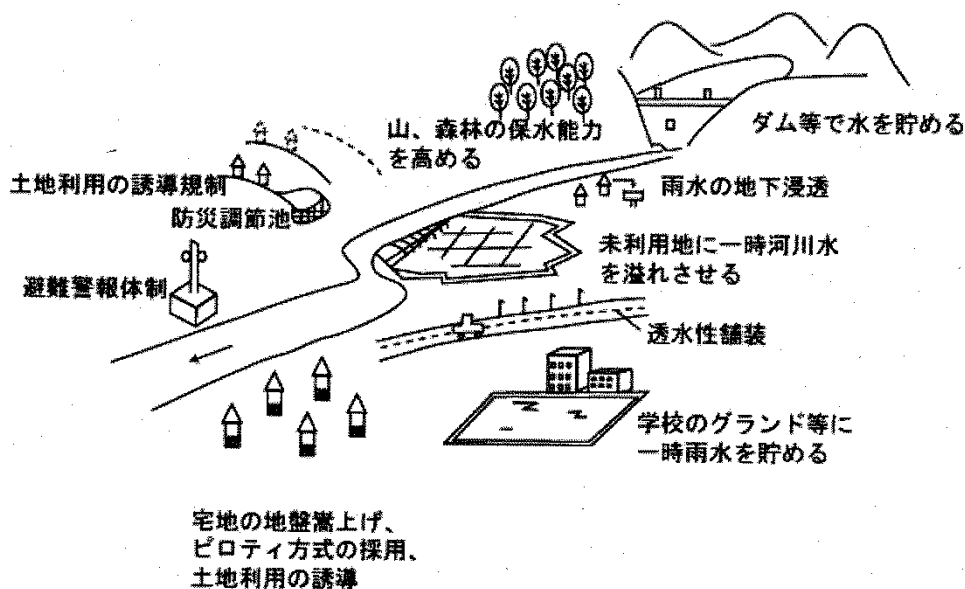 山、森林の保水能力
を高める
ダム等で水を貯める
土地利用の誘導規制
防災調節池
雨水の地下浸透
避難警報体制
未利用地に一時河川水
を溢れさせる
透水性舗装
学校のグランド等に
一時雨水を貯める
宅地の地盤嵩上げ、
ピロティ方式の採用、
土地利用の誘導